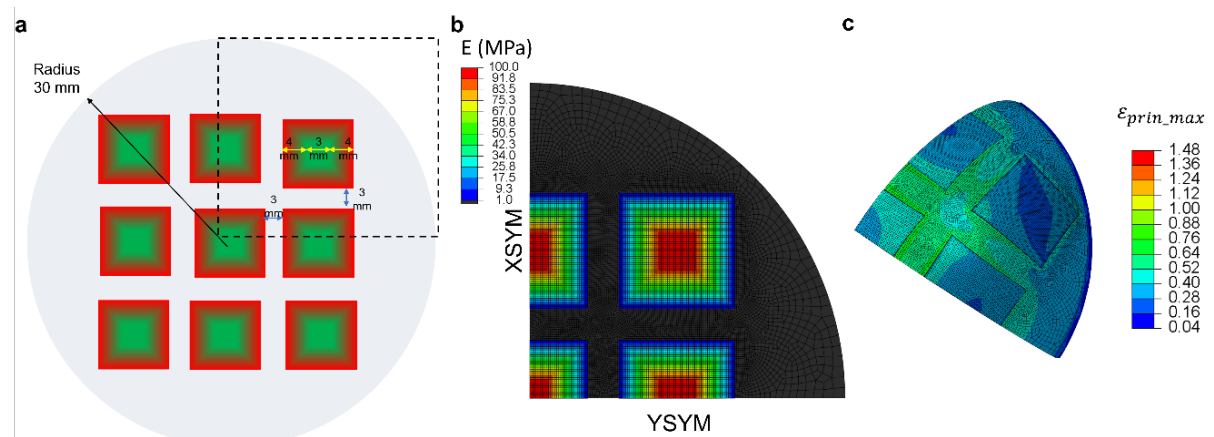 a
Radius
30 mm
4
mm
3
mm
4
mm
3
mm
3
mm
b
E (MPa)
100.0
91.8
83.5
75.3
67.0
58.8
50.5
42.3
34.0
25.8
17.5
9.3
1.0
XSYM
YSYM
c
εprin_max
1.48
1.36
1.24
1.12
1.00
0.88
0.76
0.64
0.52
0.40
0.28
0.16
0.04